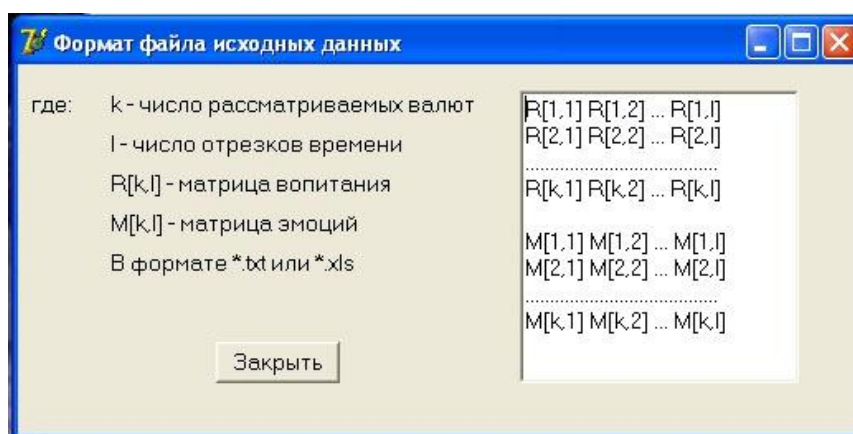 Формат файла исходных данных
где:
k - число рассматриваемых валют
l - число отрезков времени
R[k,l] - матрица вопитания
M[k,l] - матрица эмоций
В формате *.txt или *.xls
Закрыть
R[1,1] R[1,2] ... R[1,l]
R[2,1] R[2,2] ... R[2,l]
.......................................
R[k,1] R[k,2] ... R[k,l]
M[1,1] M[1,2] ... M[1,l]
M[2,1] M[2,2] ... M[2,l]
.......................................
M[k,1] M[k,2] ... M[k,l]